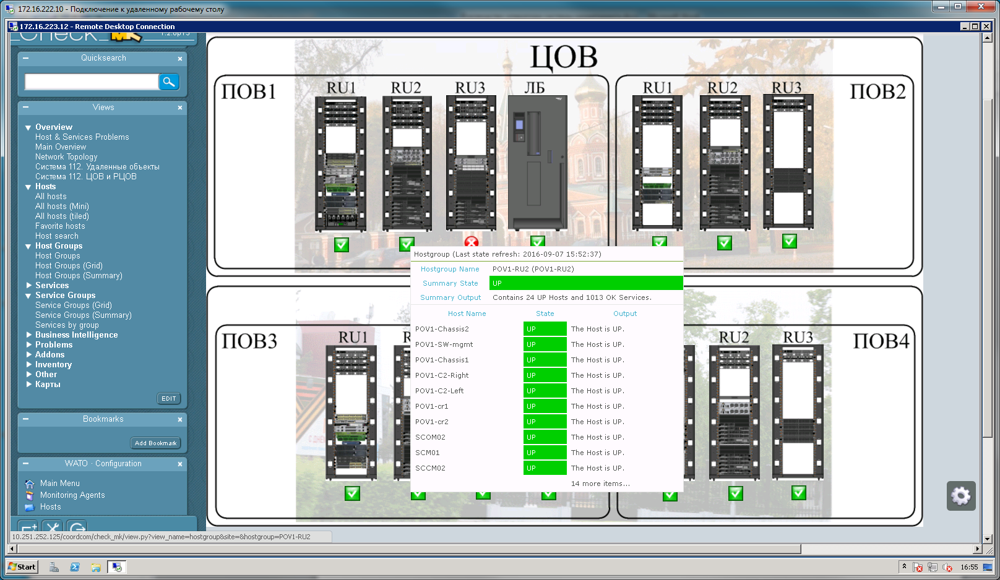 172.16.222.10 - Подключение к удаленному рабочему столу
172.16.223.12 - Remote Desktop Connection
Check
1.2.8p15
Quicksearch
Views
Overview
Host & Services Problems
Main Overview
Network Topology
Система 112. Удаленные объекты
Система 112. ЦОВ и РЦОВ
Hosts
All hosts
All hosts (Mini)
All hosts (tiled)
Favorite hosts
Host search
Host Groups
Host Groups
Host Groups (Grid)
Host Groups (Summary)
Services
Service Groups
Service Groups (Grid)
Service Groups (Summary)
Services by group
Business Intelligence
Problems
Addons
Inventory
Other
Карты
EDIT
Bookmarks
Add Bookmark
WATO · Configuration
Main Menu
Monitoring Agents
Hosts
10.251.252.125/coordcom/check_mk/view.py?view_name=hostgroup&site=&hostgroup=POV1-RU2
ЦОВ
ПОВ1
RU1
RU2
RU3
ЛБ
RU1
RU2
RU3
ПОВ2
ПОВ3
RU1
RU2
RU3
ПОВ4
Hostgroup (Last state refresh: 2016-09-07 15:52:37)
Hostgroup Name POV1-RU2 (POV1-RU2)
Summary State UP
Summary Output Contains 24 UP Hosts and 1013 OK Services.
Host Name State Output
POV1-Chassis2 UP The Host is UP.
POV1-SW-mgmt UP The Host is UP.
POV1-Chassis1 UP The Host is UP.
POV1-C2-Right UP The Host is UP.
POV1-C2-Left UP The Host is UP.
POV1-cr1 UP The Host is UP.
POV1-cr2 UP The Host is UP.
SCOM02 UP The Host is UP.
SCM01 UP The Host is UP.
SCCM02 UP The Host is UP.
14 more items...
Start
16:55